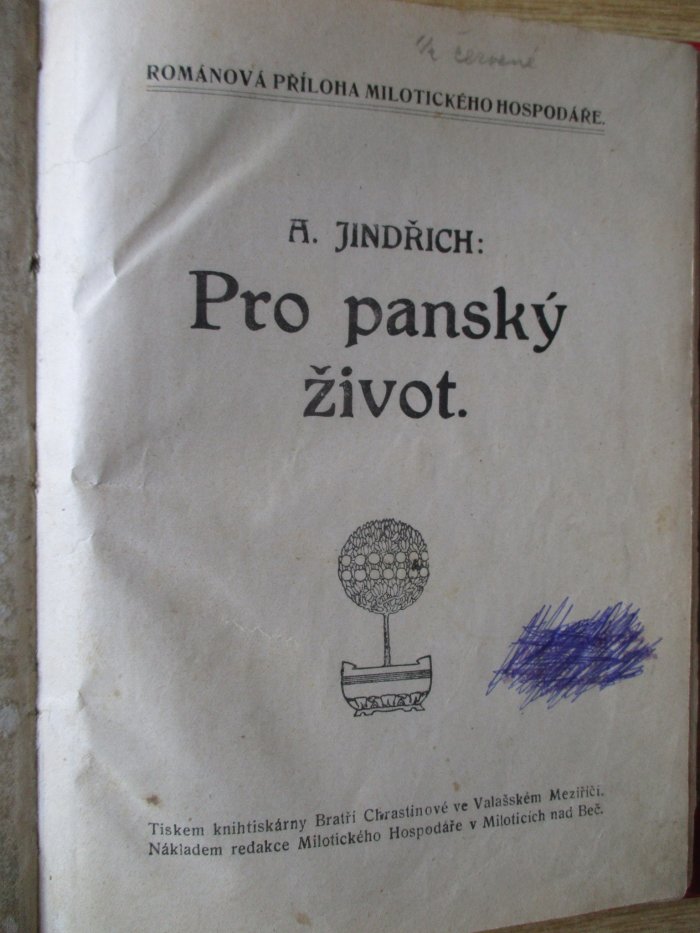 1/2 červené
ROMÁNOVÁ PŘÍLOHA MILOTICKÉHO HOSPODÁŘE.
A. JINDŘICH:
Pro panský
život.
Tiskem knihtiskárny Bratří Chrastinové ve Valašském Meziříčí.
Nákladem redakce Milotického Hospodáře v Miloticích nad Beč.